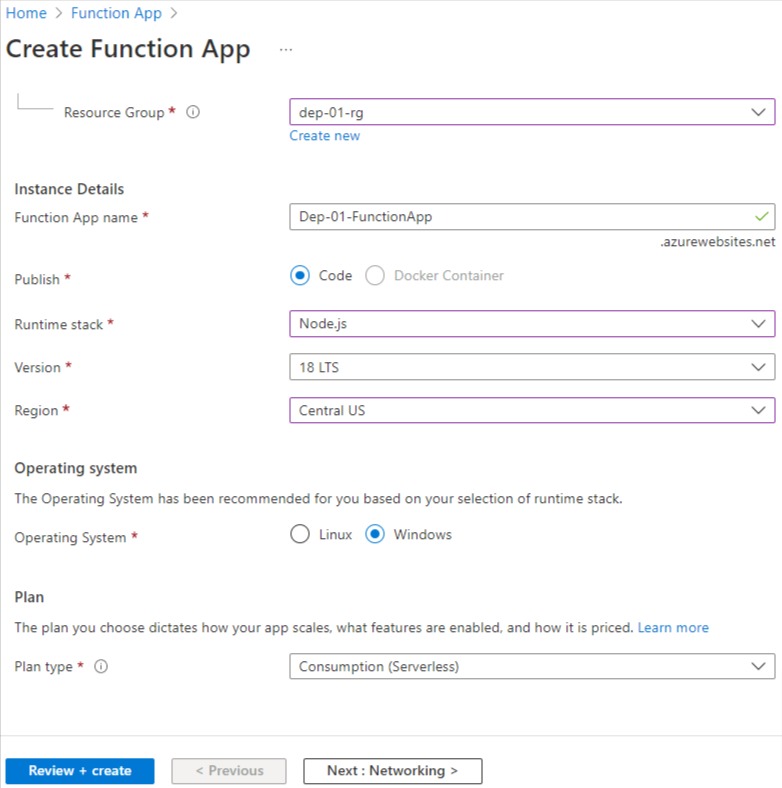 Home > Function App >
Create Function App ...
Resource Group *
dep-01-rg
Create new
Instance Details
Function App name *
Dep-01-FunctionApp
.azurewebsites.net
Publish *
Code Docker Container
Runtime stack *
Node.js
Version *
18 LTS
Region *
Central US
Operating system
The Operating System has been recommended for you based on your selection of runtime stack.
Operating System *
Linux Windows
Plan
The plan you choose dictates how your app scales, what features are enabled, and how it is priced. Learn more
Plan type *
Consumption (Serverless)
Review + create
< Previous
Next : Networking >